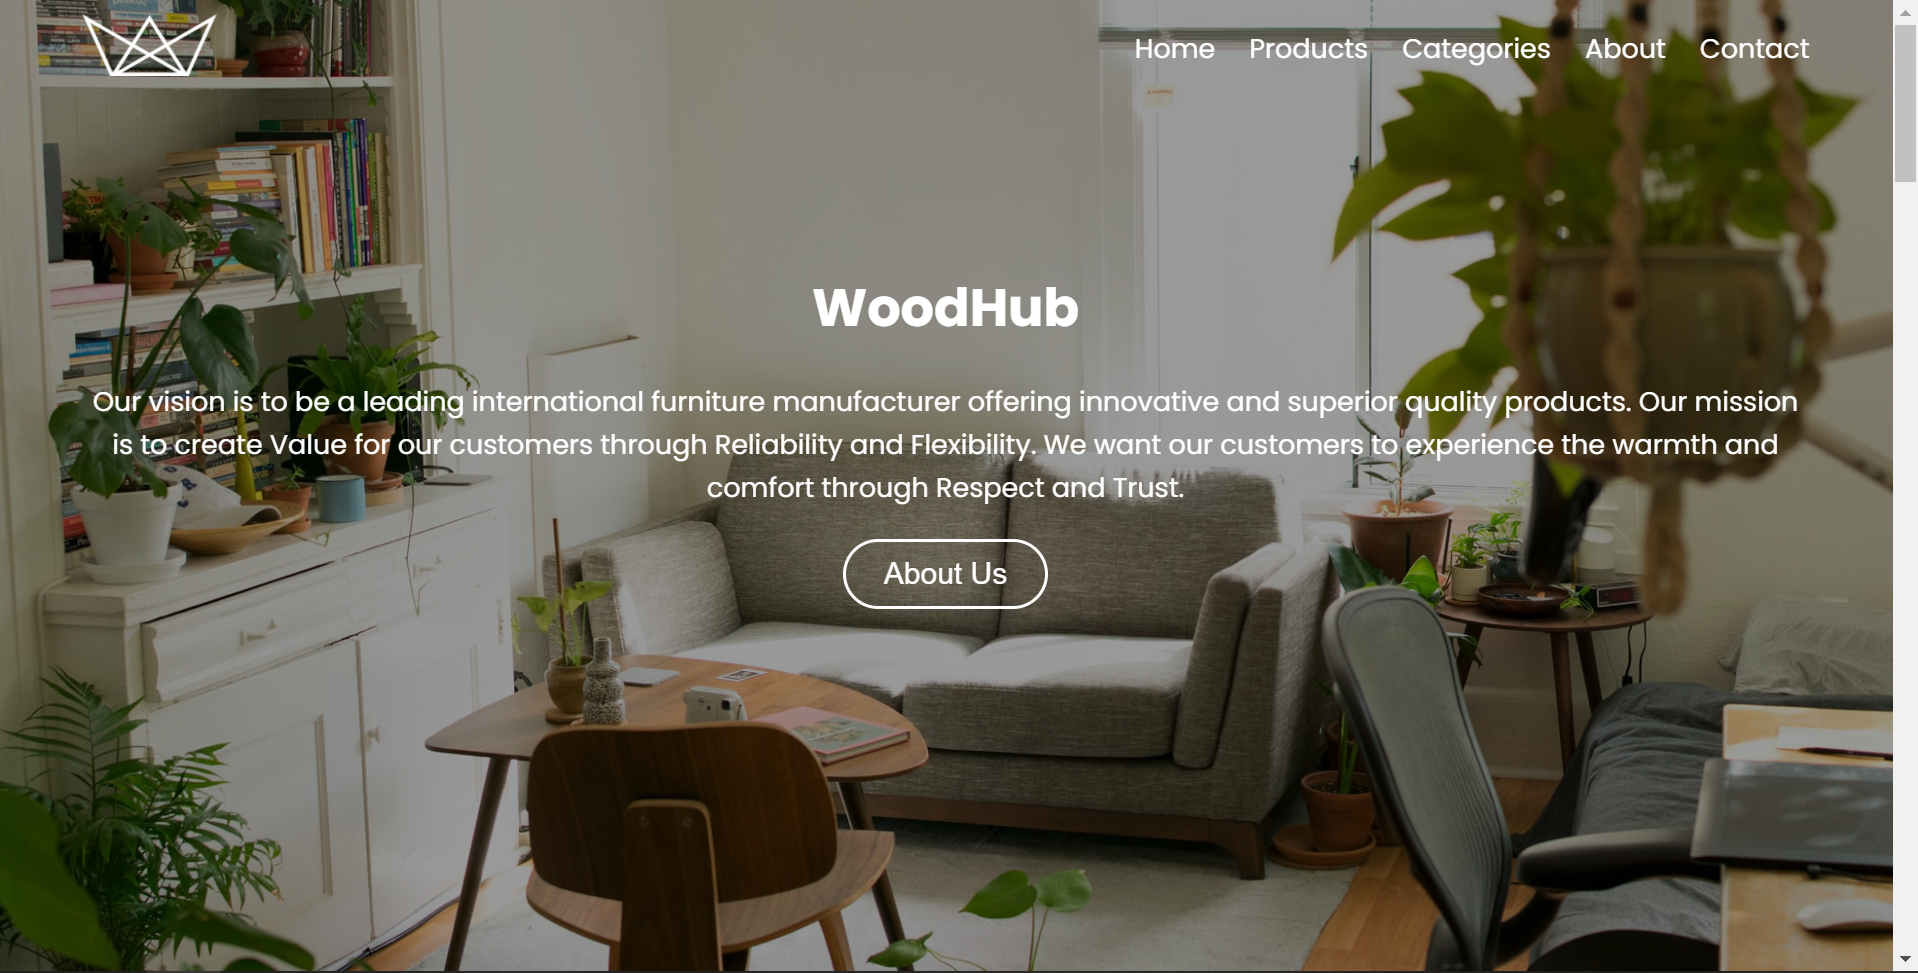 Home Products Categories About Contact
WoodHub
Our vision is to be a leading international furniture manufacturer offering innovative and superior quality products. Our mission
is to create Value for our customers through Reliability and Flexibility. We want our customers to experience the warmth and
comfort through Respect and Trust.
About Us